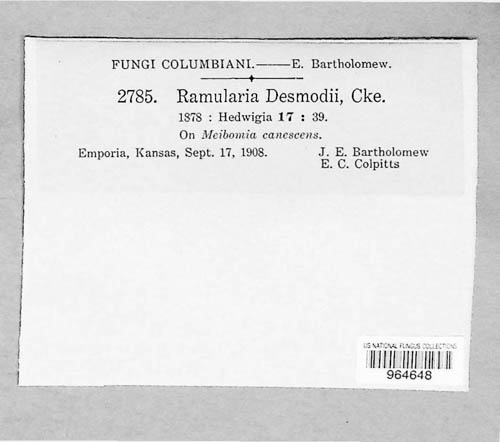 FUNGI COLUMBIANI.——E. Bartholomew.
2785. Ramularia Desmodii, Cke.
1878 : Hedwigia 17 : 39.
On Meibomia canescens.
Emporia, Kansas, Sept. 17, 1908. J. E. Bartholomew
E. C. Colpitts
US NATIONAL FUNGUS COLLECTIONS
964648